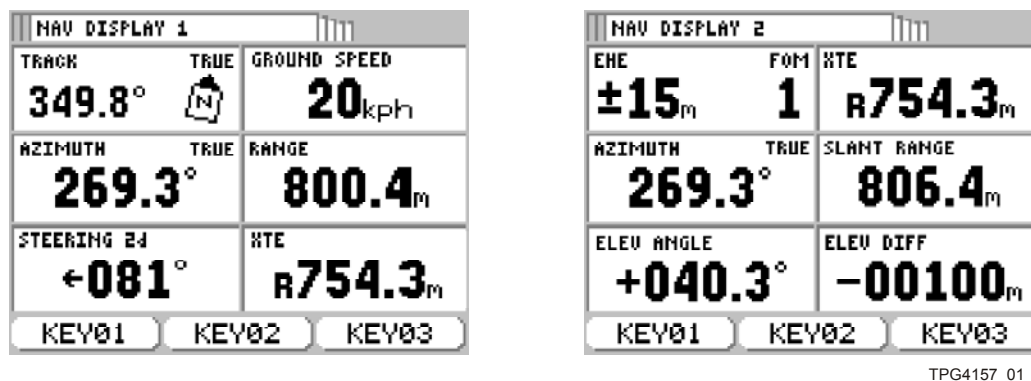 NAV DISPLAY 1
TRACK TRUE GROUND SPEED
349.8° N 20kph
AZIMUTH TRUE RANGE
269.3° 800.4m
STEERING 2d XTE
←081° R754.3m
KEY01 KEY02 KEY03
NAV DISPLAY 2
EHE FOM XTE
±15m 1 R754.3m
AZIMUTH TRUE SLANT RANGE
269.3° 806.4m
ELEV ANGLE ELEV DIFF
+040.3° −00100m
KEY01 KEY02 KEY03
TPG4157_01